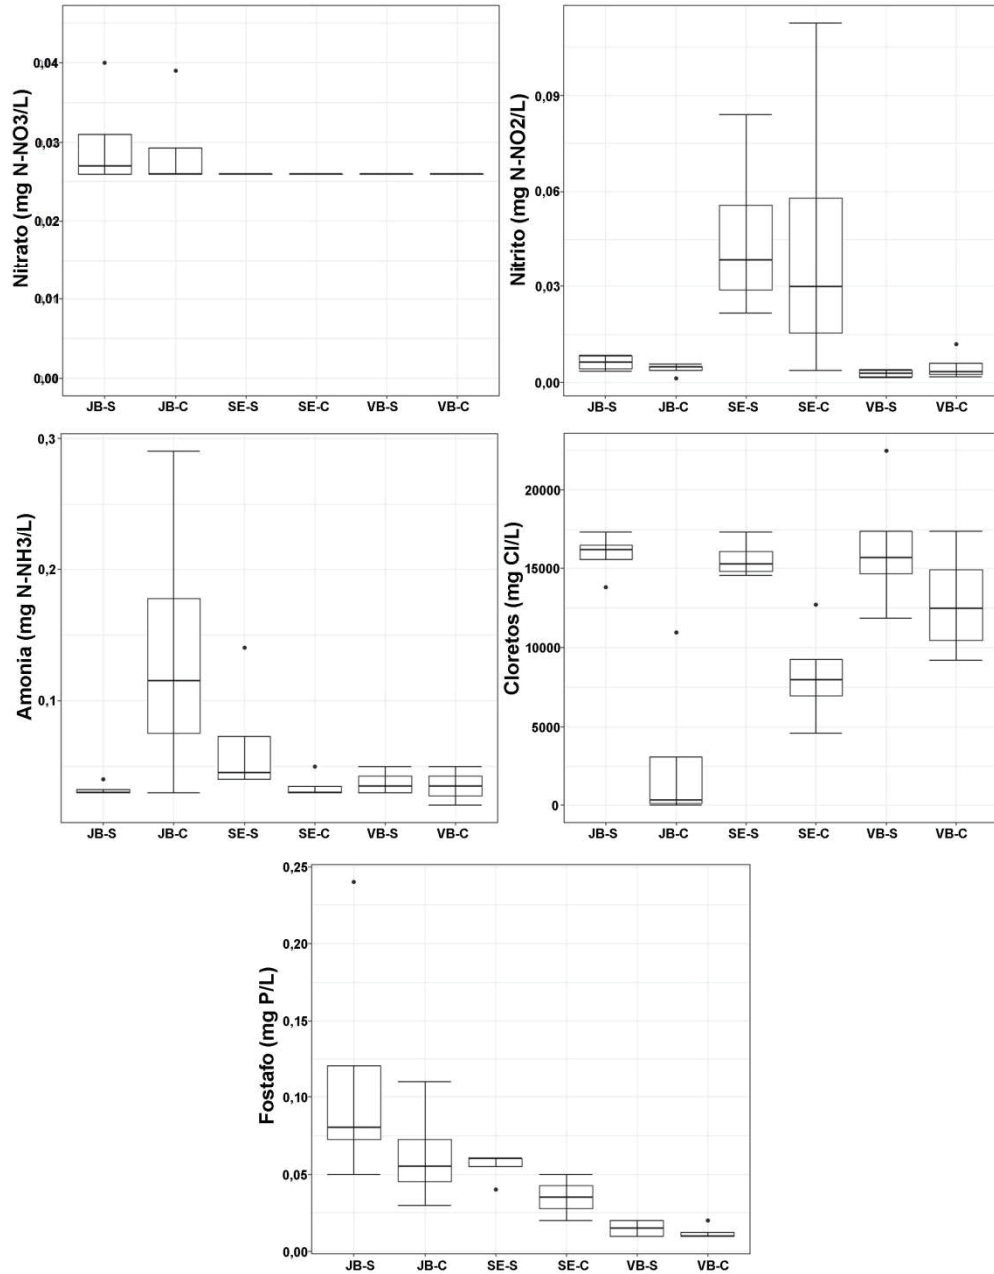 Nitrato (mg N-NO3/L)
0,04
0,03
0,02
0,01
0,00
JB-S JB-C SE-S SE-C VB-S VB-C
Nitrito (mg N-NO2/L)
0,09
0,06
0,03
0,00
JB-S JB-C SE-S SE-C VB-S VB-C
Amonia (mg N-NH3/L)
0,3
0,2
0,1
JB-S JB-C SE-S SE-C VB-S VB-C
Cloretos (mg Cl/L)
20000
15000
10000
5000
0
JB-S JB-C SE-S SE-C VB-S VB-C
Fostafo (mg P/L)
0,25
0,20
0,15
0,10
0,05
0,00
JB-S JB-C SE-S SE-C VB-S VB-C